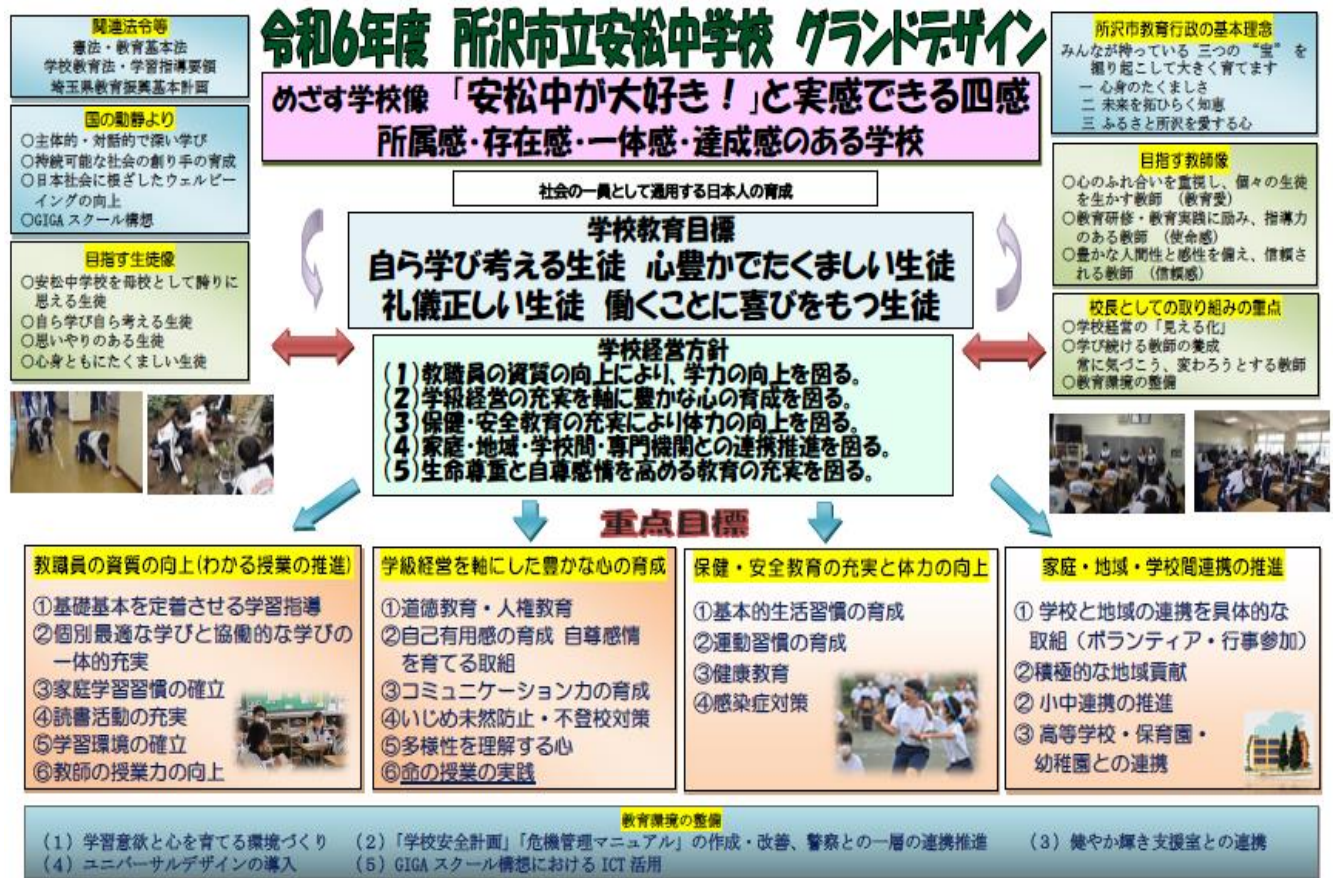 令和6年度 所沢市立安松中学校 グランドデザイン
めざす学校像 「安松中が大好き！」と実感できる四感
所属感・存在感・一体感・達成感のある学校
関連法令等
憲法・教育基本法
学校教育法・学習指導要領
埼玉県教育振興基本計画
国の動静より
○主体的・対話的で深い学び
○持続可能な社会の創り手の育成
○日本社会に根ざしたウェルビー
イングの向上
○GIGAスクール構想
目指す生徒像
○安松中学校を母校として誇りに
思える生徒
○自ら学び自ら考える生徒
○思いやりのある生徒
○心身ともにたくましい生徒
社会の一員として通用する日本人の育成
学校教育目標
自ら学び考える生徒 心豊かでたくましい生徒
礼儀正しい生徒 働くことに喜びをもつ生徒
学校経営方針
(1)教職員の資質の向上により、学力の向上を図る。
(2)学級経営の充実を軸に豊かな心の育成を図る。
(3)保健・安全教育の充実により体力の向上を図る。
(4)家庭・地域・学校間・専門機関との連携推進を図る。
(5)生命尊重と自尊感情を高める教育の充実を図る。
所沢市教育行政の基本理念
みんなが持っている 三つの “宝” を
掘り起こして大きく育てます
一 心身のたくましさ
二 未来を拓ひらく知恵
三 ふるさと所沢を愛する心
目指す教師像
○心のふれ合いを重視し、個々の生徒
を生かす教師 （教育愛）
○教育研修・教育実践に励み、指導力
のある教師 （使命感）
○豊かな人間性と感性を備え、信頼さ
れる教師 （信頼感）
校長としての取り組みの重点
○学校経営の「見える化」
○学び続ける教師の養成
常に気づこう、変わろうとする教師
○教育環境の整備
重点目標
教職員の資質の向上(わかる授業の推進)
①基礎基本を定着させる学習指導
②個別最適な学びと協働的な学びの
一体的充実
③家庭学習習慣の確立
④読書活動の充実
⑤学習環境の確立
⑥教師の授業力の向上
学級経営を軸にした豊かな心の育成
①道徳教育・人権教育
②自己有用感の育成 自尊感情
を育てる取組
③コミュニケーション力の育成
④いじめ未然防止・不登校対策
⑤多様性を理解する心
⑥命の授業の実践
保健・安全教育の充実と体力の向上
①基本的生活習慣の育成
②運動習慣の育成
③健康教育
④感染症対策
家庭・地域・学校間連携の推進
① 学校と地域の連携を具体的な
取組（ボランティア・行事参加）
②積極的な地域貢献
② 小中連携の推進
③ 高等学校・保育園・
幼稚園との連携
教育環境の整備
（1）学習意欲と心を育てる環境づくり （2）「学校安全計画」「危機管理マニュアル」の作成・改善、警察との一層の連携推進 （3）健やか輝き支援室との連携
（4）ユニバーサルデザインの導入 （5）GIGAスクール構想におけるICT活用